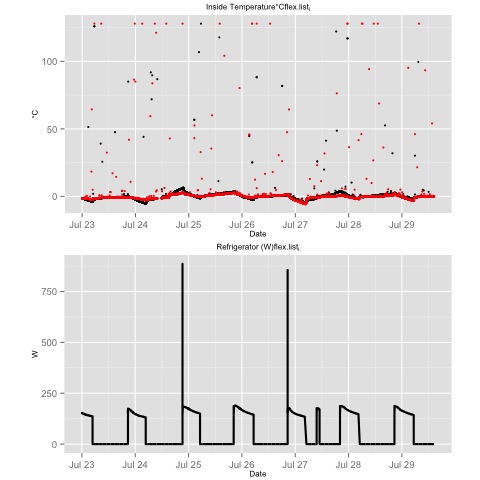 Inside Temperature°Cflex.listᵢ
100
50
0
°C
Jul 23 Jul 24 Jul 25 Jul 26 Jul 27 Jul 28 Jul 29
Date
Refrigerator (W)flex.listᵢ
750
500
250
0
W
Jul 23 Jul 24 Jul 25 Jul 26 Jul 27 Jul 28 Jul 29
Date